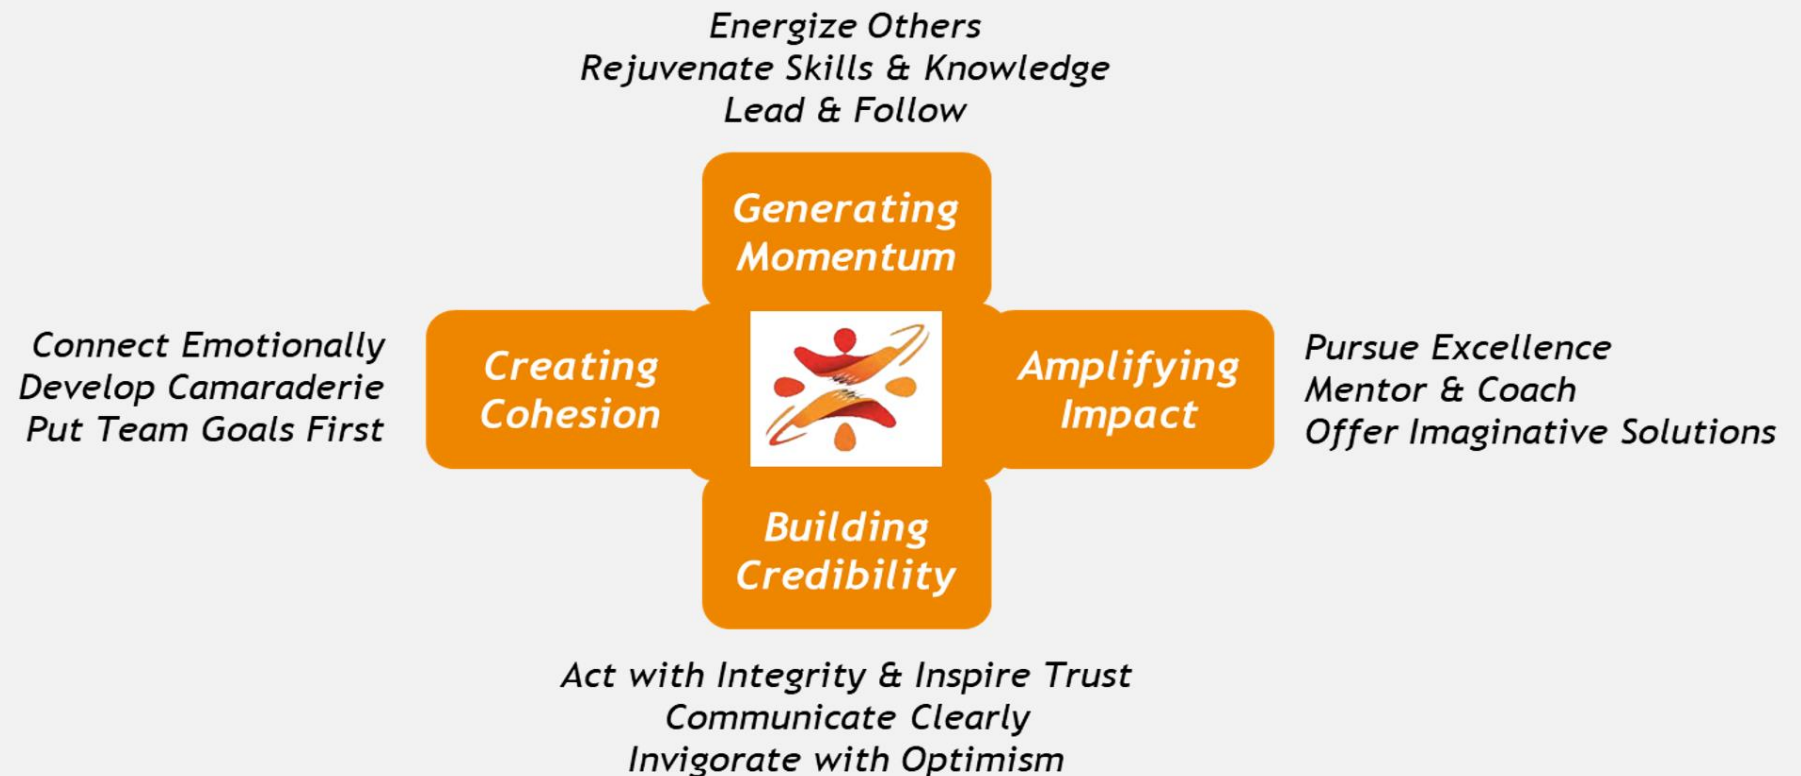 Energize Others
Rejuvenate Skills & Knowledge
Lead & Follow
Generating
Momentum
Connect Emotionally
Develop Camaraderie
Put Team Goals First
Creating
Cohesion
Amplifying
Impact
Pursue Excellence
Mentor & Coach
Offer Imaginative Solutions
Building
Credibility
Act with Integrity & Inspire Trust
Communicate Clearly
Invigorate with Optimism